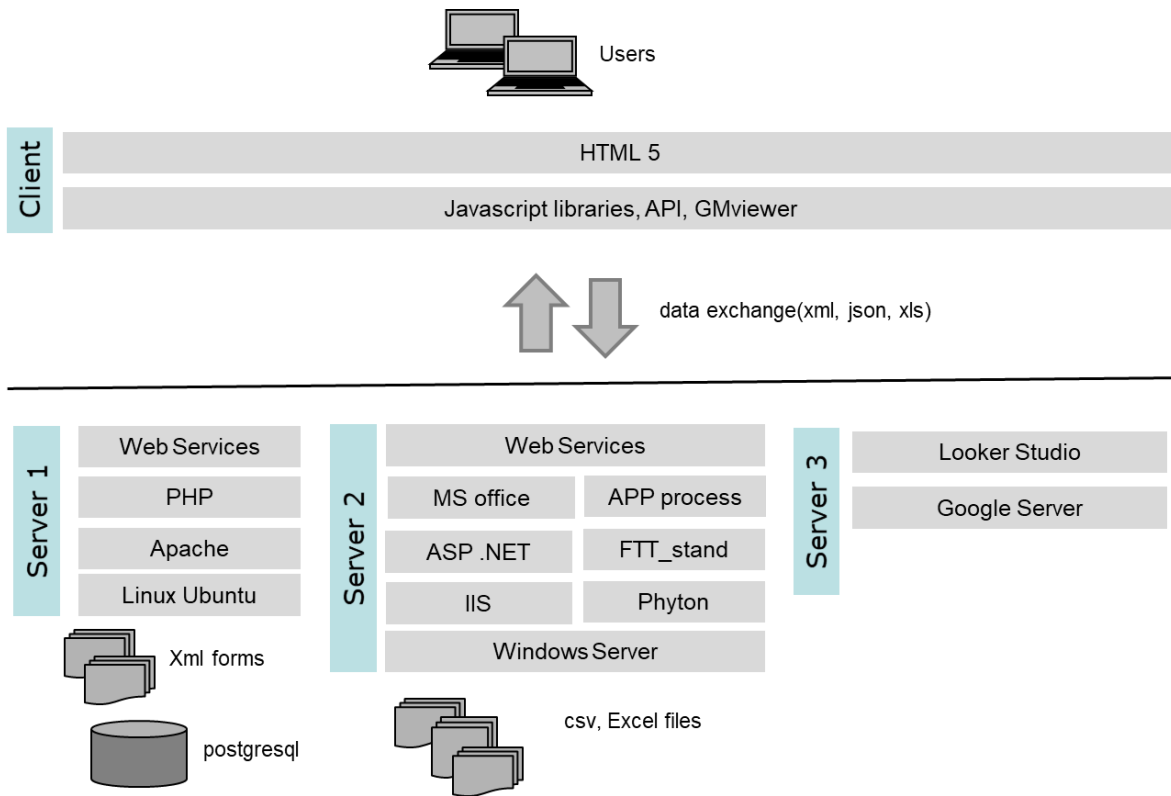 Users
Client
HTML 5
Javascript libraries, API, GMviewer
data exchange(xml, json, xls)
Server 1
Web Services
PHP
Apache
Linux Ubuntu
Xml forms
postgresql
Server 2
Web Services
MS office
APP process
ASP .NET
FTT_stand
IIS
Phyton
Windows Server
csv, Excel files
Server 3
Looker Studio
Google Server